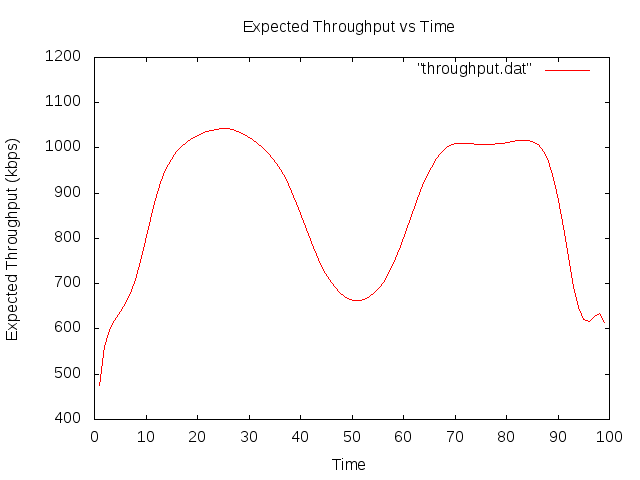 Expected Throughput vs Time
"throughput.dat"
Expected Throughput (kbps)
1200
1100
1000
900
800
700
600
500
400
0 10 20 30 40 50 60 70 80 90 100
Time